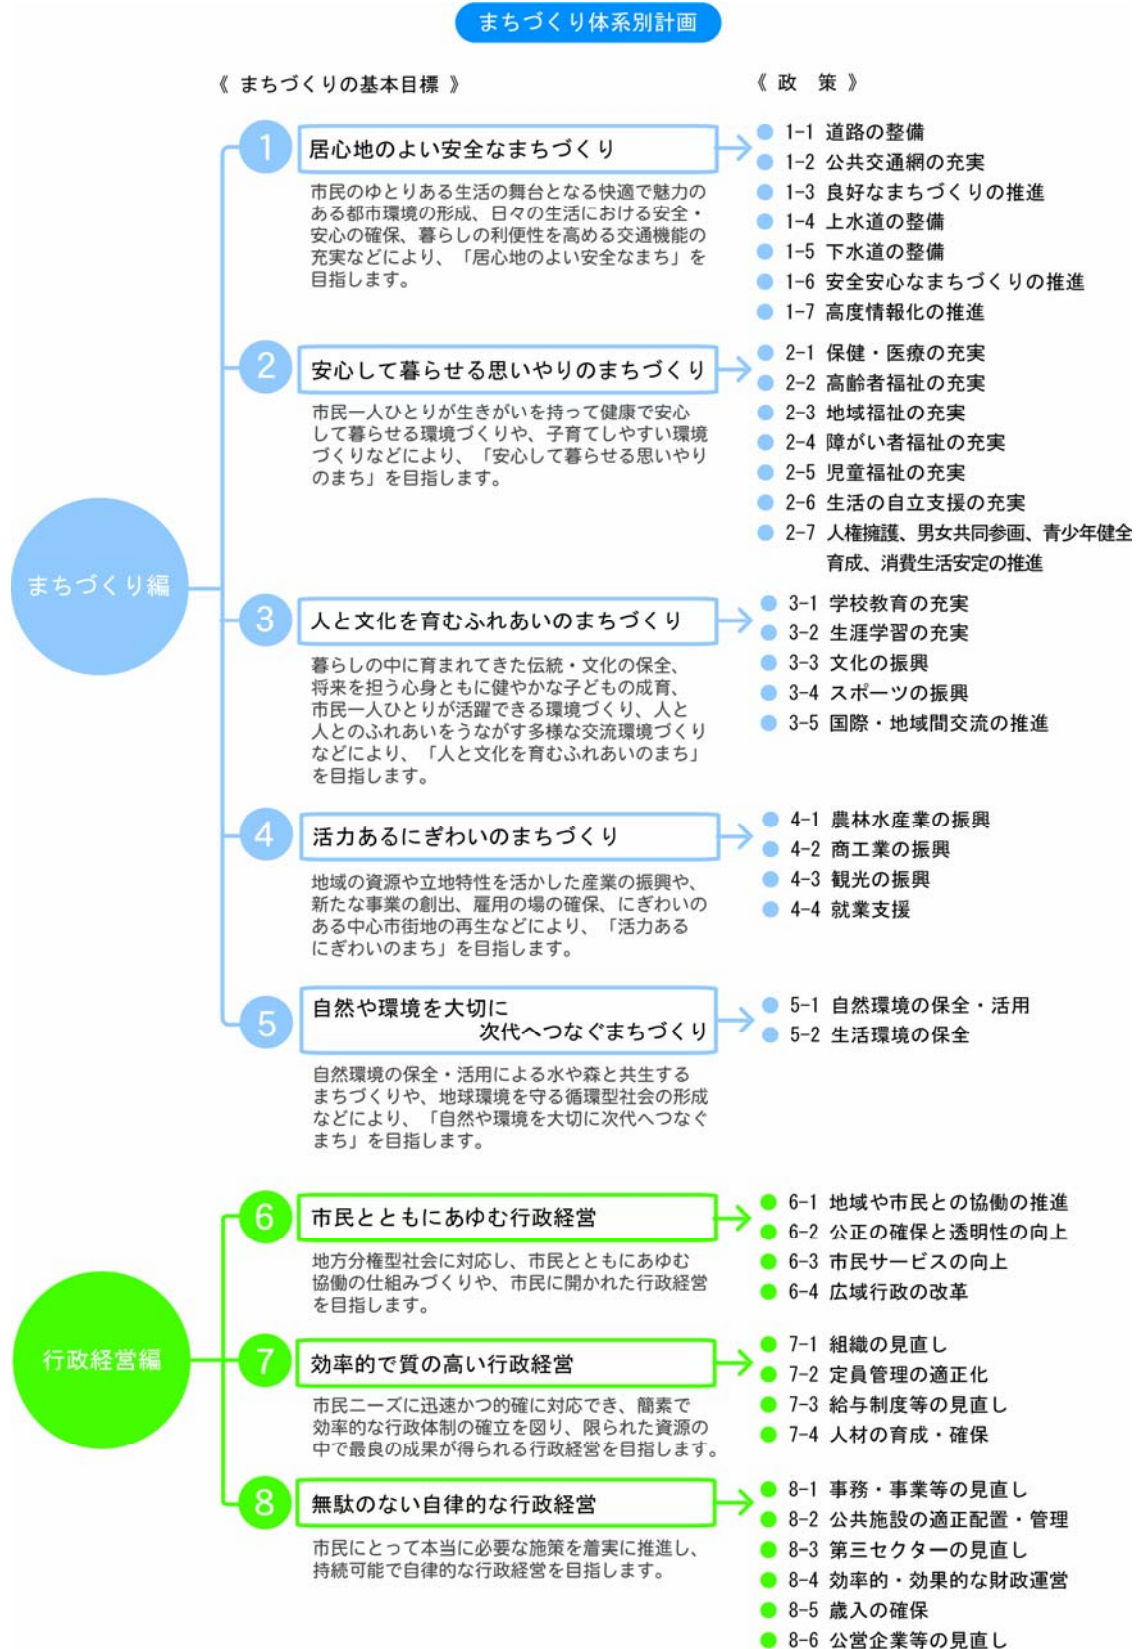 まちづくり体系別計画
《 まちづくりの基本目標 》
《 政　策 》
まちづくり編
1 居心地のよい安全なまちづくり
市民のゆとりある生活の舞台となる快適で魅力の
ある都市環境の形成、日々の生活における安全・
安心の確保、暮らしの利便性を高める交通機能の
充実などにより、「居心地のよい安全なまち」を
目指します。
1-1 道路の整備
1-2 公共交通網の充実
1-3 良好なまちづくりの推進
1-4 上水道の整備
1-5 下水道の整備
1-6 安全安心なまちづくりの推進
1-7 高度情報化の推進
2 安心して暮らせる思いやりのまちづくり
市民一人ひとりが生きがいを持って健康で安心
して暮らせる環境づくりや、子育てしやすい環境
づくりなどにより、「安心して暮らせる思いやり
のまち」を目指します。
2-1 保健・医療の充実
2-2 高齢者福祉の充実
2-3 地域福祉の充実
2-4 障がい者福祉の充実
2-5 児童福祉の充実
2-6 生活の自立支援の充実
2-7 人権擁護、男女共同参画、青少年健全
育成、消費生活安定の推進
3 人と文化を育むふれあいのまちづくり
暮らしの中に育まれてきた伝統・文化の保全、
将来を担う心身ともに健やかな子どもの成育、
市民一人ひとりが活躍できる環境づくり、人と
人とのふれあいをうながす多様な交流環境づくり
などにより、「人と文化を育むふれあいのまち」
を目指します。
3-1 学校教育の充実
3-2 生涯学習の充実
3-3 文化の振興
3-4 スポーツの振興
3-5 国際・地域間交流の推進
4 活力あるにぎわいのまちづくり
地域の資源や立地特性を活かした産業の振興や、
新たな事業の創出、雇用の場の確保、にぎわいの
ある中心市街地の再生などにより、「活力ある
にぎわいのまち」を目指します。
4-1 農林水産業の振興
4-2 商工業の振興
4-3 観光の振興
4-4 就業支援
5 自然や環境を大切に
次代へつなぐまちづくり
自然環境の保全・活用による水や森と共生する
まちづくりや、地球環境を守る循環型社会の形成
などにより、「自然や環境を大切に次代へつなぐ
まち」を目指します。
5-1 自然環境の保全・活用
5-2 生活環境の保全
行政経営編
6 市民とともにあゆむ行政経営
地方分権型社会に対応し、市民とともにあゆむ
協働の仕組みづくりや、市民に開かれた行政経営
を目指します。
6-1 地域や市民との協働の推進
6-2 公正の確保と透明性の向上
6-3 市民サービスの向上
6-4 広域行政の改革
7 効率的で質の高い行政経営
市民ニーズに迅速かつ的確に対応でき、簡素で
効率的な行政体制の確立を図り、限られた資源の
中で最良の成果が得られる行政経営を目指します。
7-1 組織の見直し
7-2 定員管理の適正化
7-3 給与制度等の見直し
7-4 人材の育成・確保
8 無駄のない自律的な行政経営
市民にとって本当に必要な施策を着実に推進し、
持続可能で自律的な行政経営を目指します。
8-1 事務・事業等の見直し
8-2 公共施設の適正配置・管理
8-3 第三セクターの見直し
8-4 効率的・効果的な財政運営
8-5 歳入の確保
8-6 公営企業等の見直し